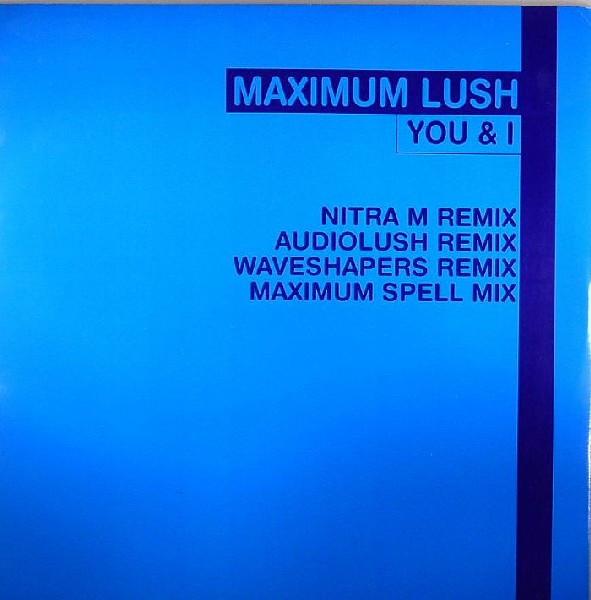 MAXIMUM LUSH
YOU & I
NITRA M REMIX
AUDIOLUSH REMIX
WAVESHAPERS REMIX
MAXIMUM SPELL MIX